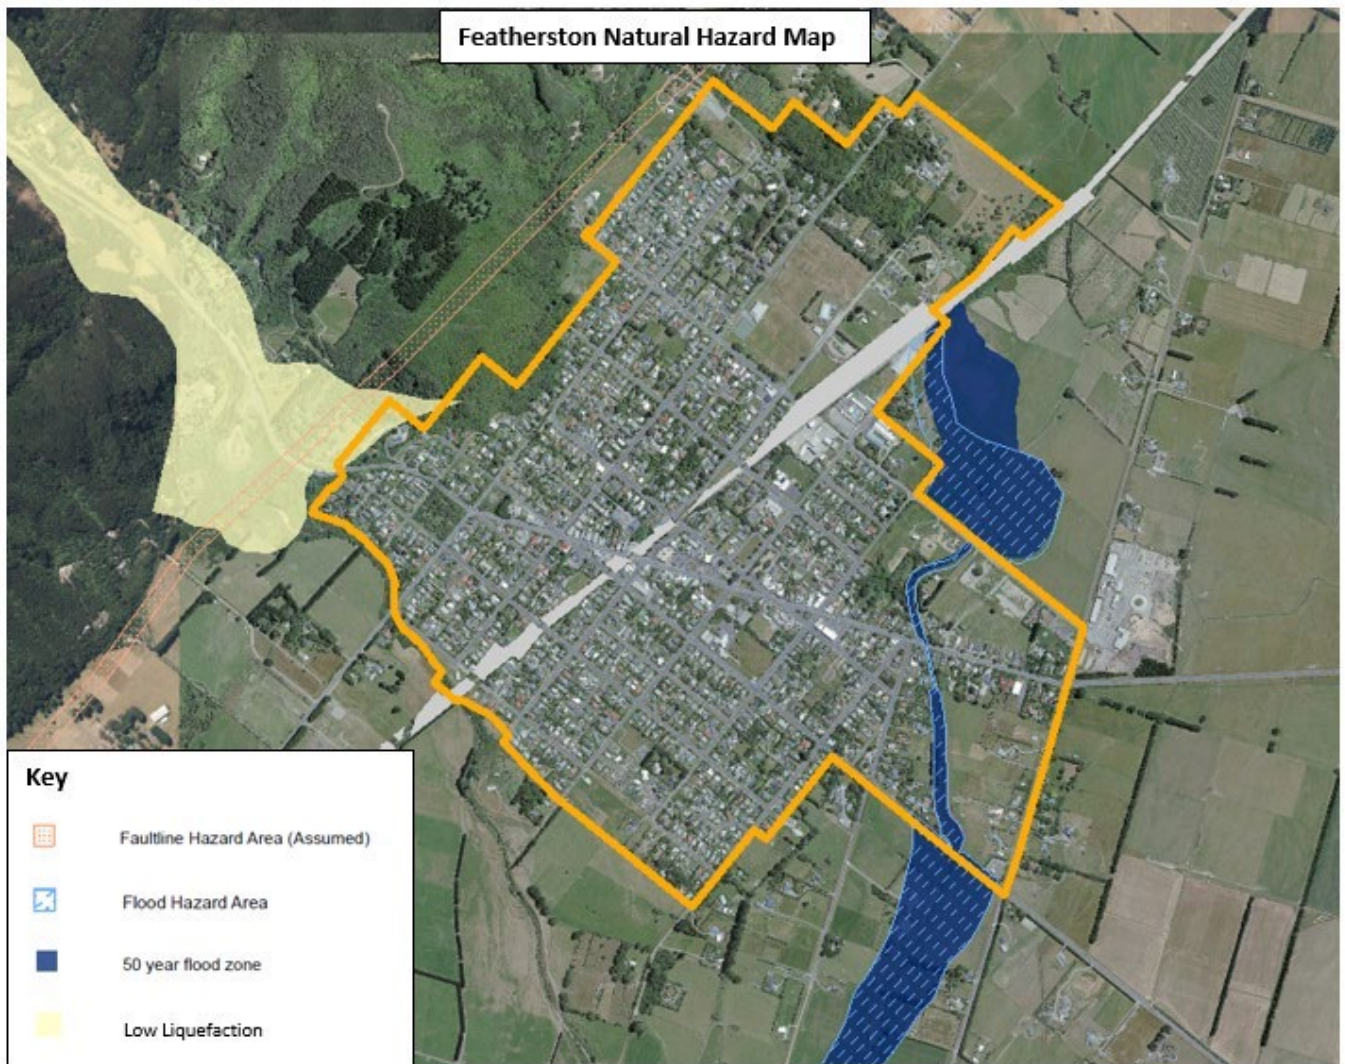 Featherston Natural Hazard Map
Key
Faultline Hazard Area (Assumed)
Flood Hazard Area
50 year flood zone
Low Liquefaction